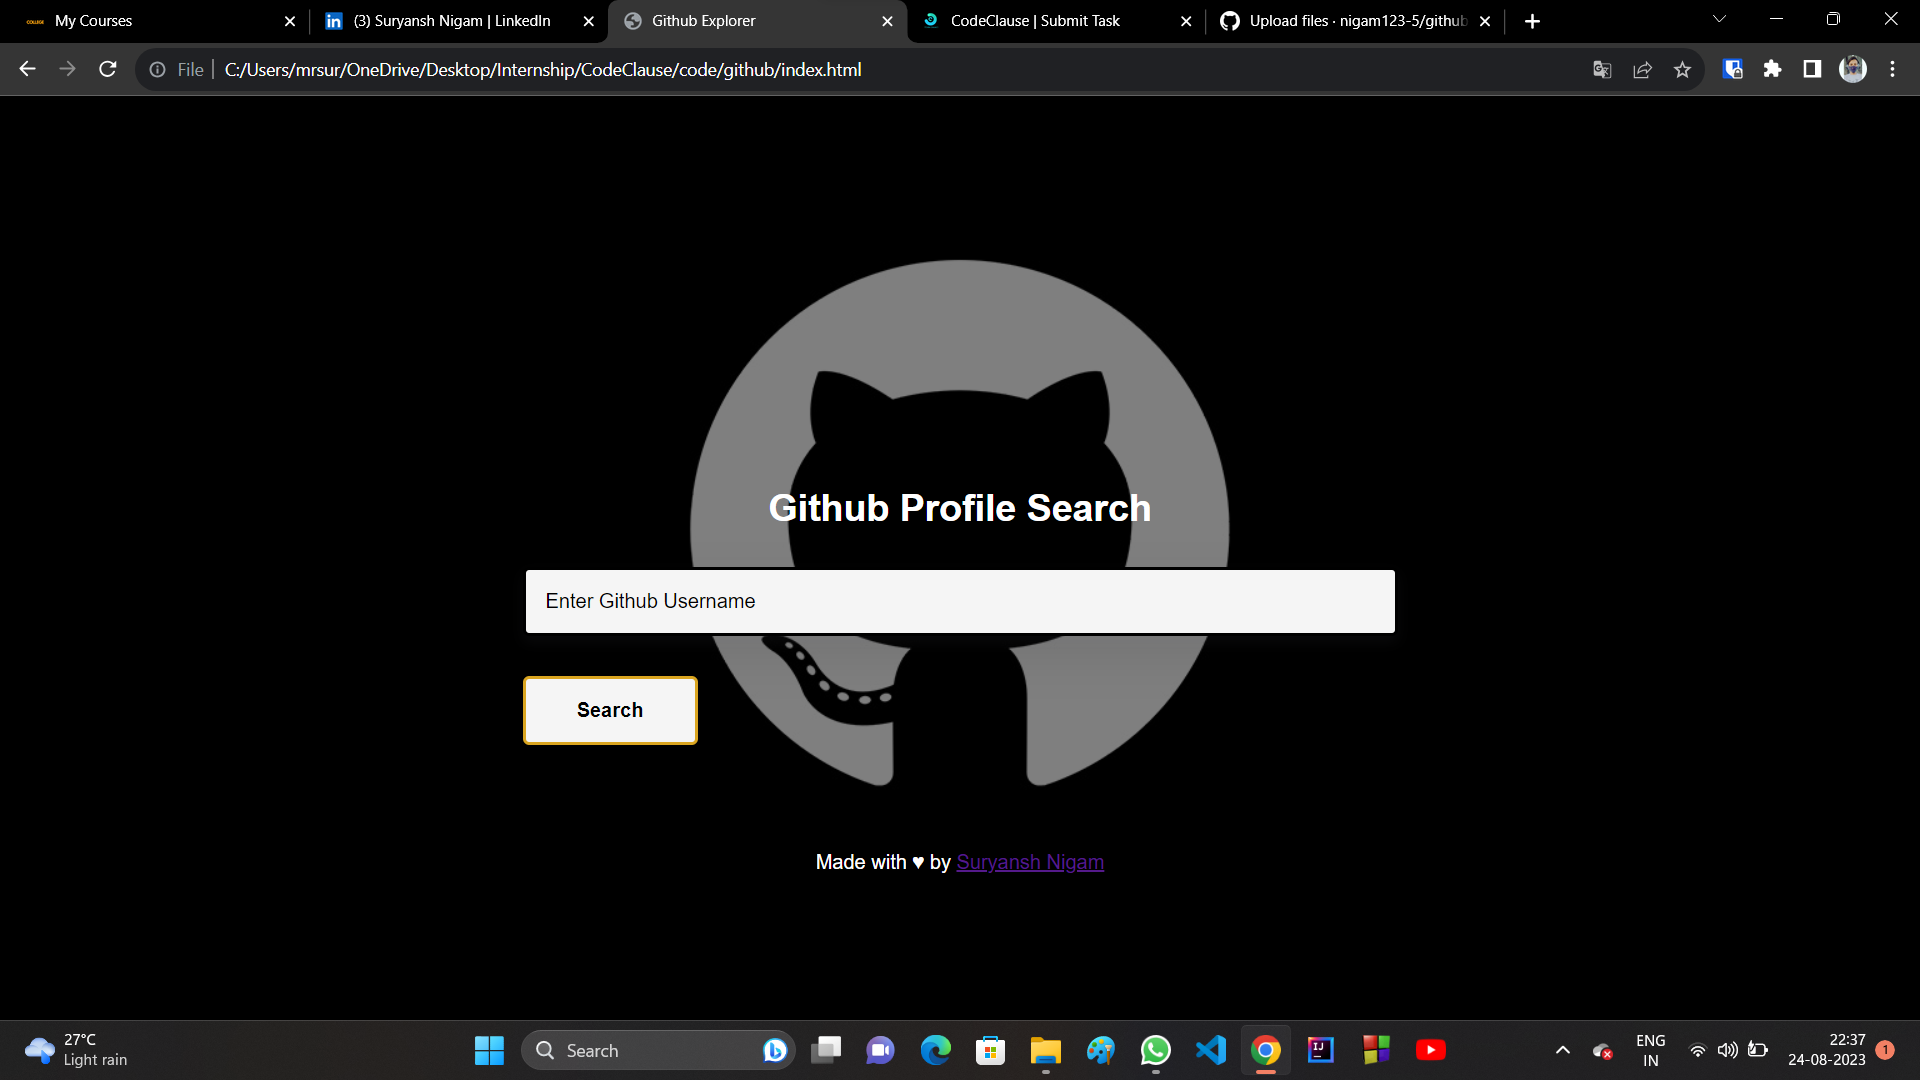 COLLEGE My Courses
(3) Suryansh Nigam | LinkedIn
Github Explorer
CodeClause | Submit Task
Upload files · nigam123-5/github
File | C:/Users/mrsur/OneDrive/Desktop/Internship/CodeClause/code/github/index.html
Github Profile Search
Enter Github Username
Search
Made with ♥ by Suryansh Nigam
27°C
Light rain
Search
ENG
IN
22:37
24-08-2023
1